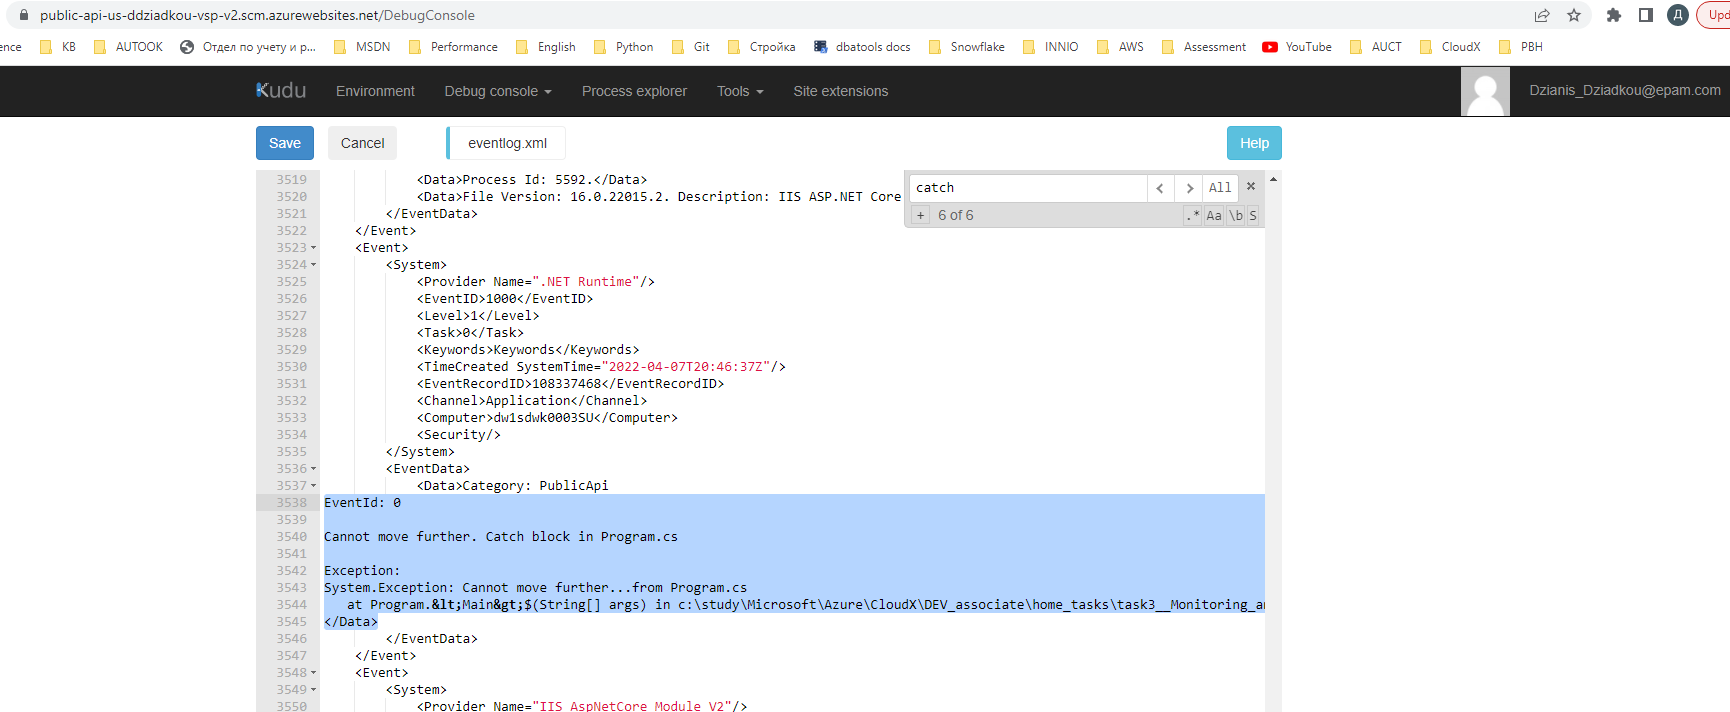 public-api-us-ddziadkou-vsp-v2.scm.azurewebsites.net/DebugConsole
Д
Upd
ence KB AUTOOK Отдел по учету и р... MSDN Performance English Python Git Стройка dbatools docs Snowflake INNIO AWS Assessment YouTube AUCT CloudX PBH
Kudu Environment Debug console Process explorer Tools Site extensions Dzianis_Dziadkou@epam.com
Save Cancel eventlog.xml Help
catch
All ×
+ 6 of 6 .* Aa \b S
3519 <Data>Process Id: 5592.</Data>
3520 <Data>File Version: 16.0.22015.2. Description: IIS ASP.NET Core
3521 </EventData>
3522 </Event>
3523 <Event>
3524 <System>
3525 <Provider Name=".NET Runtime"/>
3526 <EventID>1000</EventID>
3527 <Level>1</Level>
3528 <Task>0</Task>
3529 <Keywords>Keywords</Keywords>
3530 <TimeCreated SystemTime="2022-04-07T20:46:37Z"/>
3531 <EventRecordID>108337468</EventRecordID>
3532 <Channel>Application</Channel>
3533 <Computer>dw1sdwk0003SU</Computer>
3534 <Security/>
3535 </System>
3536 <EventData>
3537 <Data>Category: PublicApi
3538 EventId: 0
3539
3540 Cannot move further. Catch block in Program.cs
3541
3542 Exception:
3543 System.Exception: Cannot move further...from Program.cs
3544 at Program.&lt;Main&gt;$(String[] args) in c:\study\Microsoft\Azure\CloudX\DEV_associate\home_tasks\task3__Monitoring_an
3545 </Data>
3546 </EventData>
3547 </Event>
3548 <Event>
3549 <System>
3550 <Provider Name="IIS AspNetCore Module V2"/>